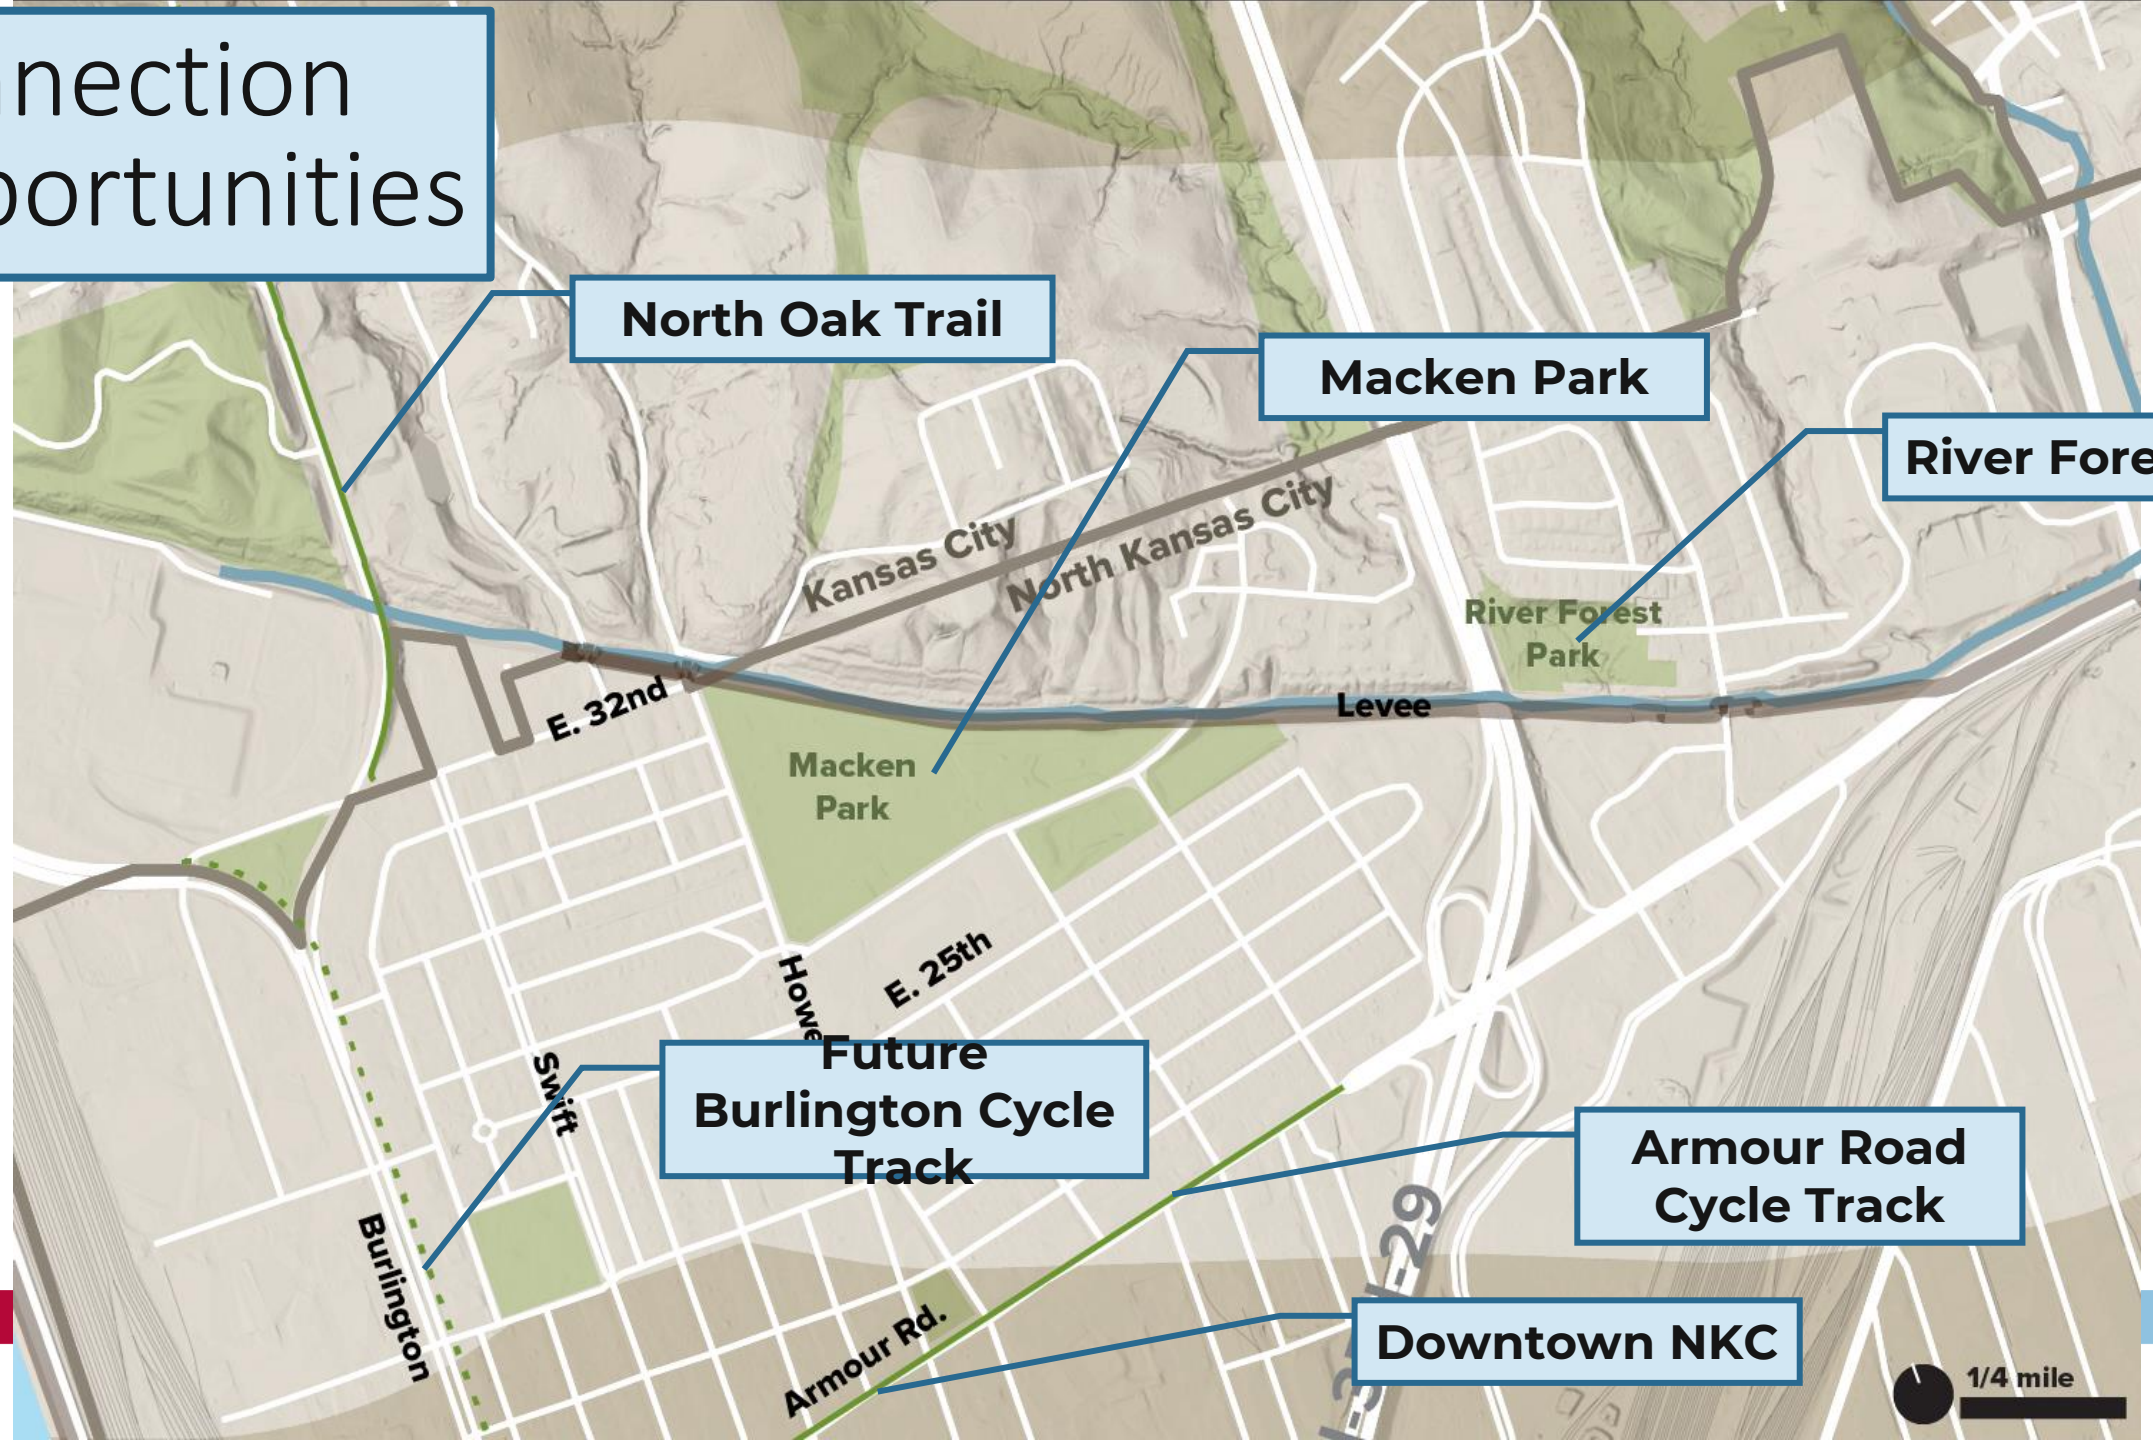 nnection
portunities
North Oak Trail
Macken Park
River Fore
Kansas City
North Kansas City
River Forest
Park
E. 32nd
Levee
Macken
Park
E. 25th
Howe
Swift
Future
Burlington Cycle
Track
Armour Road
Cycle Track
Burlington
I-29
Armour Rd.
Downtown NKC
1/4 mile